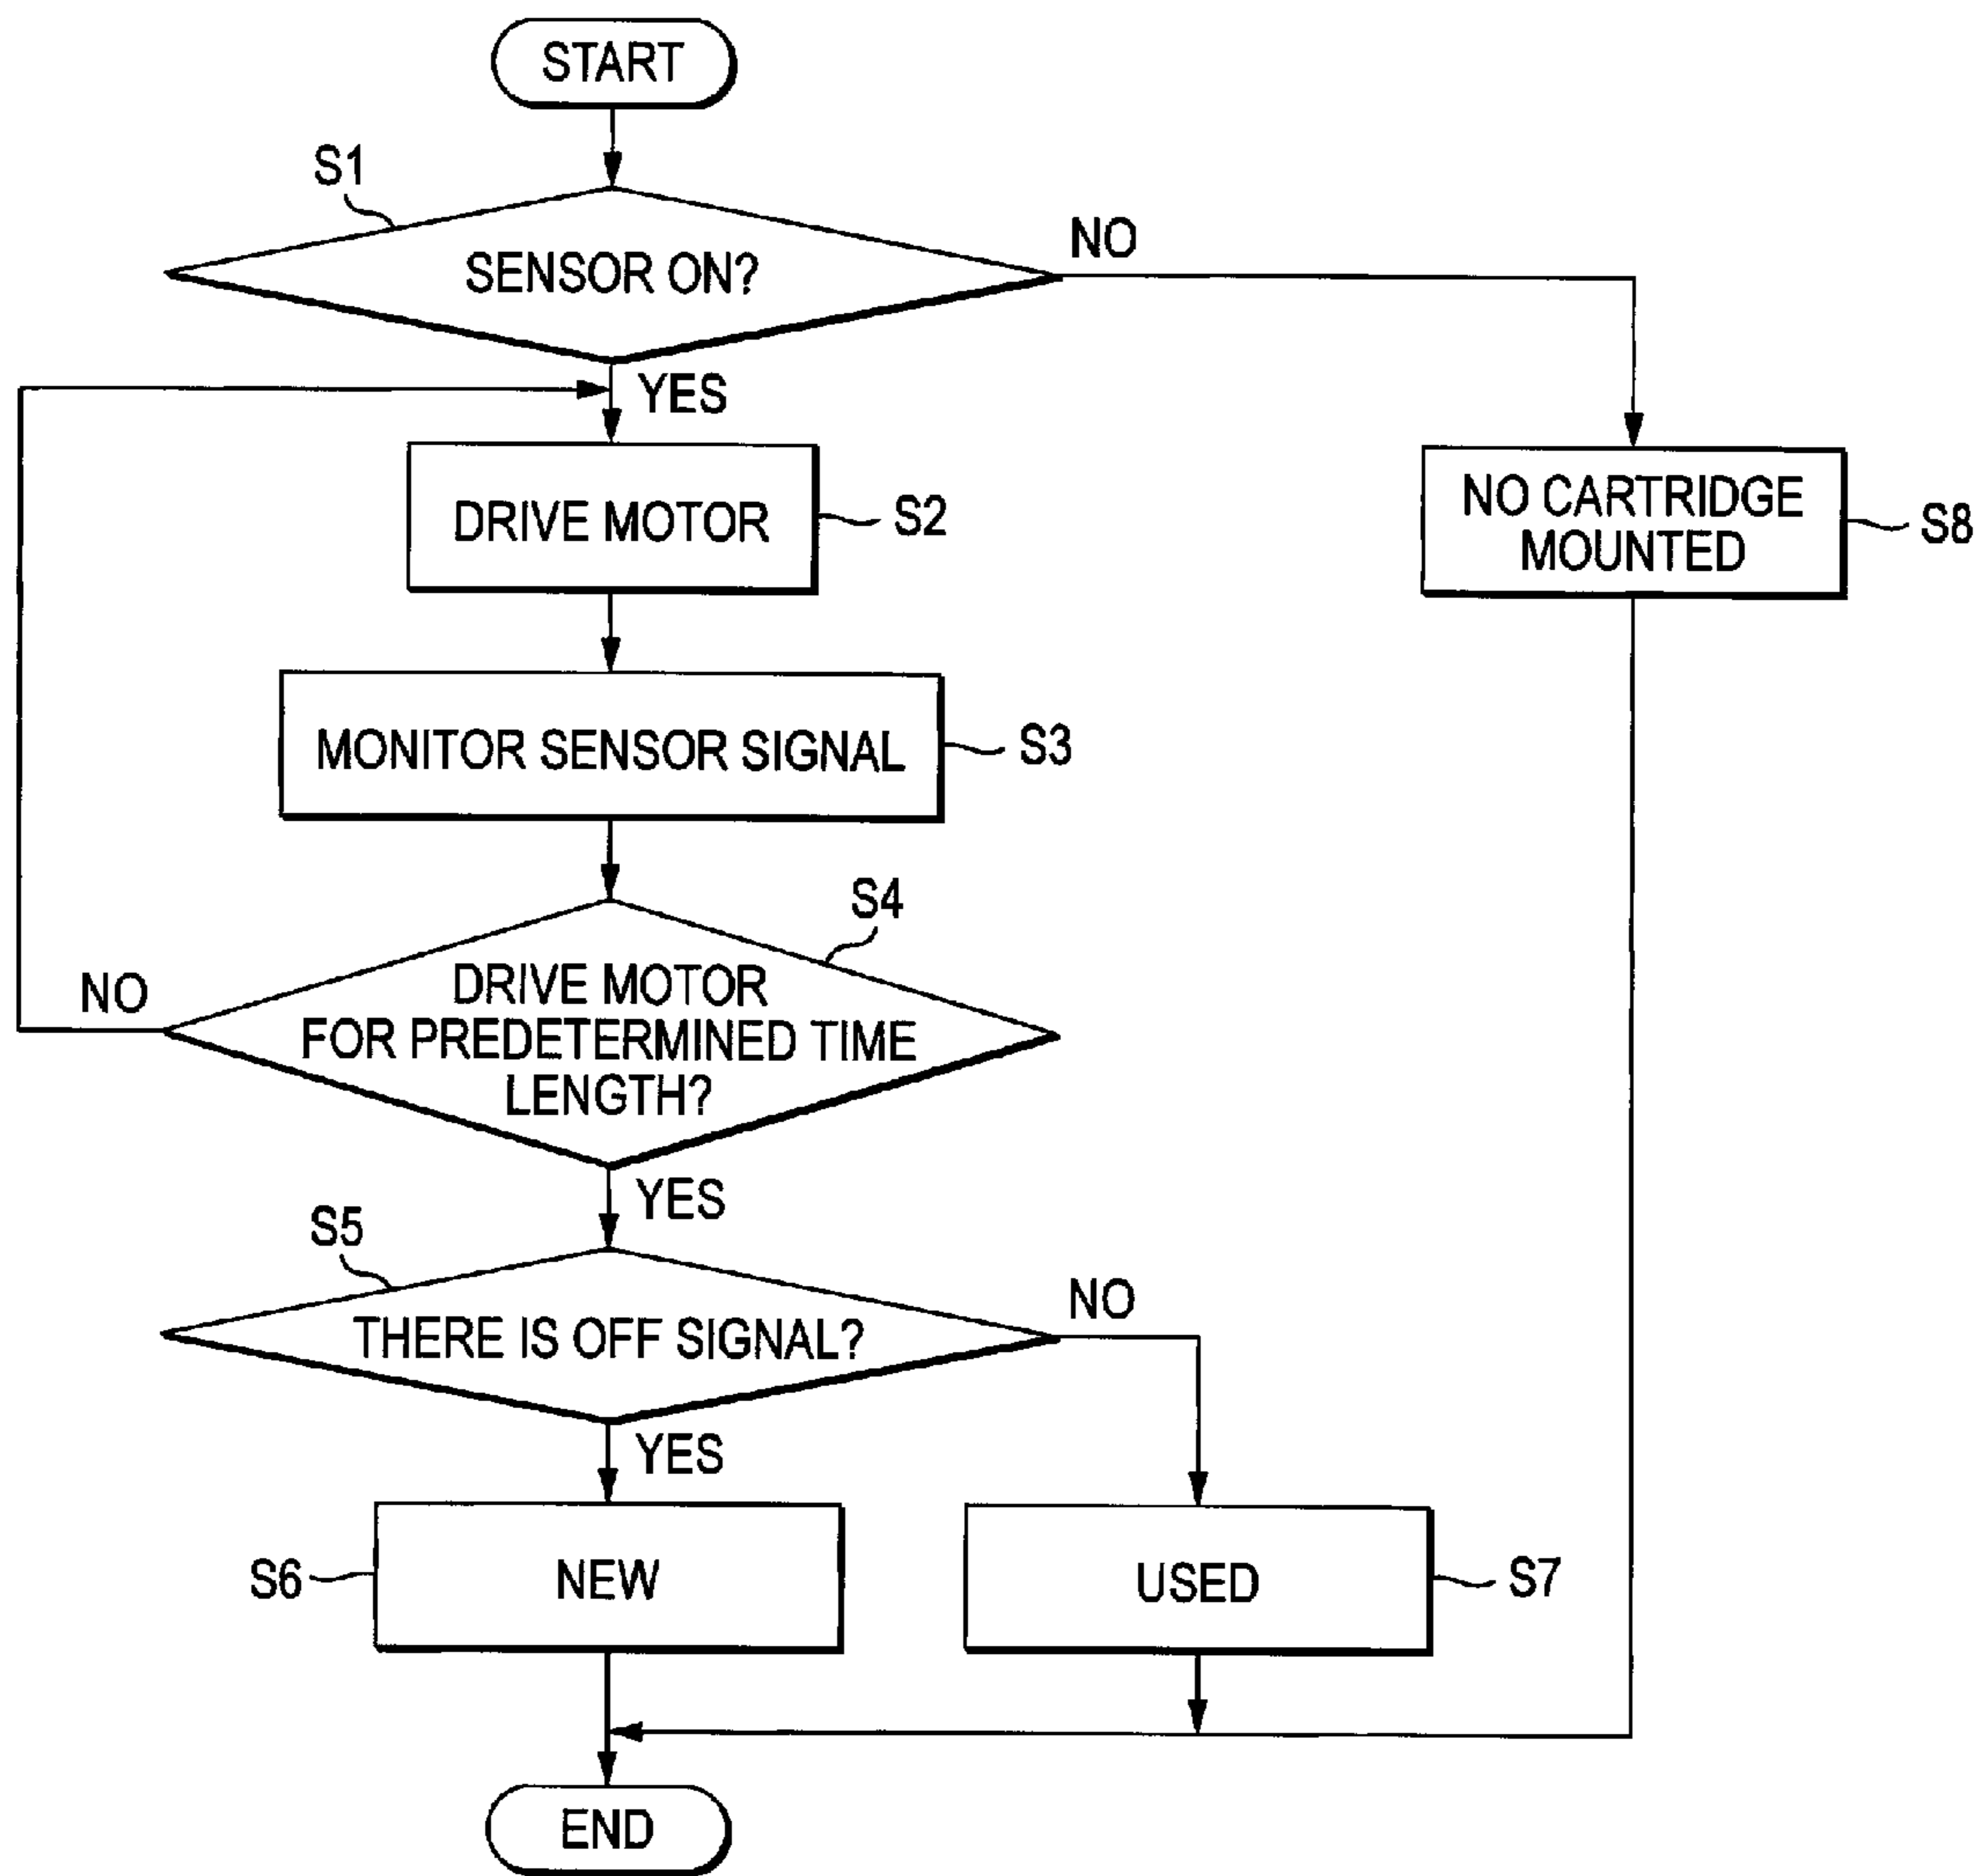 START
S1
SENSOR ON?
NO
YES
DRIVE MOTOR
S2
NO CARTRIDGE
MOUNTED
S8
MONITOR SENSOR SIGNAL
S3
S4
DRIVE MOTOR
FOR PREDETERMINED TIME
LENGTH?
NO
YES
S5
THERE IS OFF SIGNAL?
NO
YES
S6
NEW
USED
S7
END